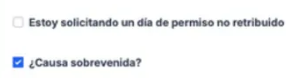 Estoy solicitando un día de permiso no retribuido
¿Causa sobrevenida?